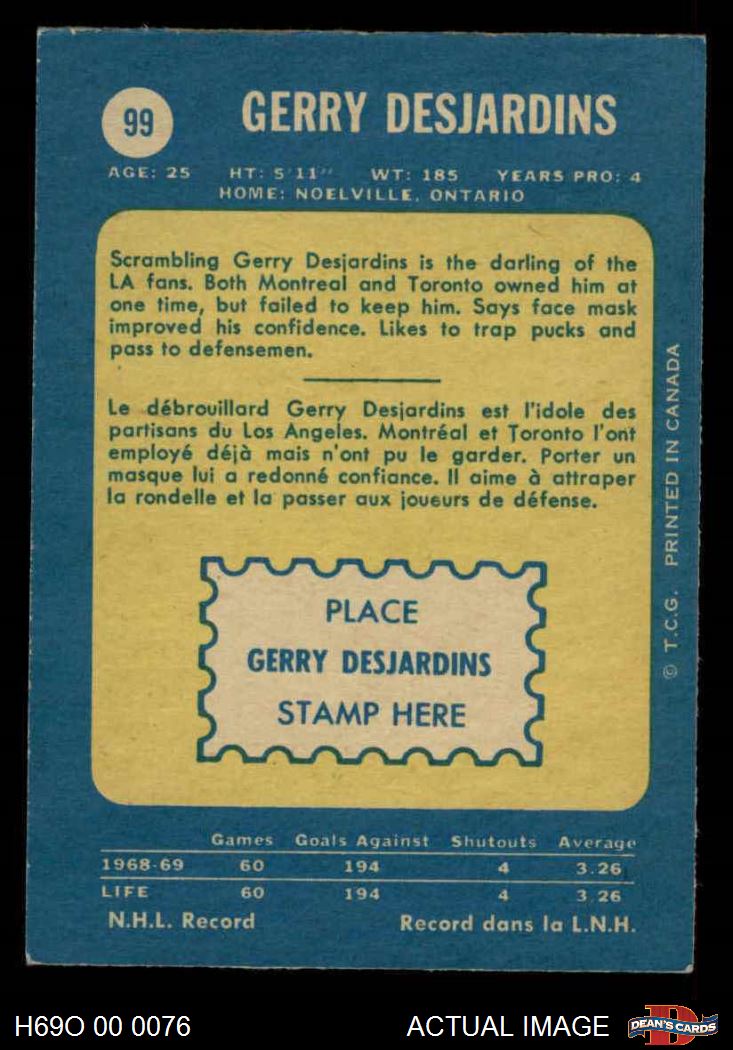 99
GERRY DESJARDINS
AGE: 25 HT: 5'11" WT: 185 YEARS PRO: 4
HOME: NOELVILLE, ONTARIO
Scrambling Gerry Desjardins is the darling of the
LA fans. Both Montreal and Toronto owned him at
one time, but failed to keep him. Says face mask
improved his confidence. Likes to trap pucks and
pass to defensemen.
Le débrouillard Gerry Desjardins est l'idole des
partisans du Los Angeles. Montréal et Toronto l'ont
employé déjà mais n'ont pu le garder. Porter un
masque lui a redonné confiance. Il aime à attraper
la rondelle et la passer aux joueurs de défense.
PLACE
GERRY DESJARDINS
STAMP HERE
© T.C.G. PRINTED IN CANADA
Games Goals Against Shutouts Average
1968-69 60 194 4 3.26
LIFE 60 194 4 3.26
N.H.L. Record Record dans la L.N.H.
H69O 00 0076 ACTUAL IMAGE DEAN'S CARDS